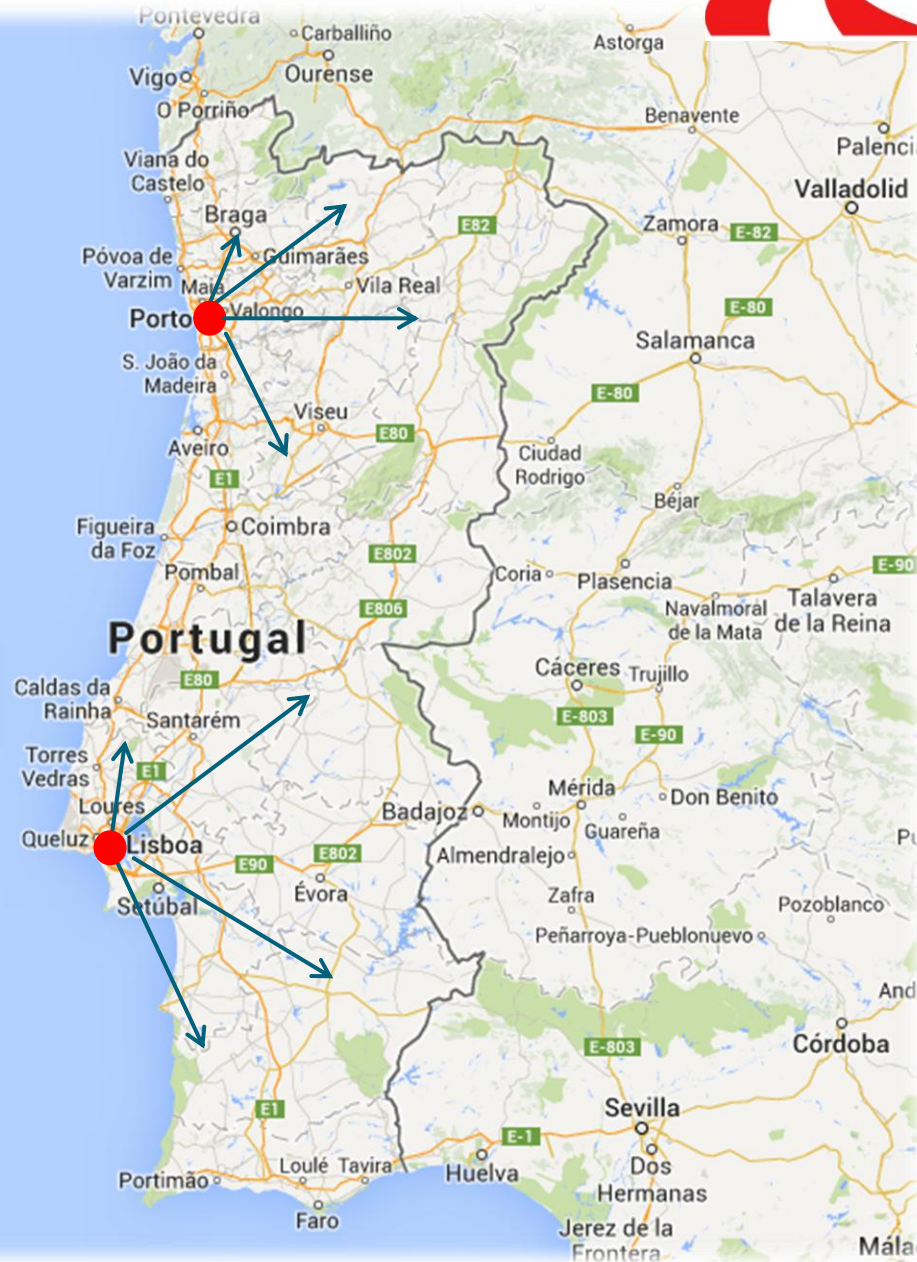 Pontevedra
Carballiño
Astorga
Vigo
Ourense
O Porriño
Benavente
Palenci
Viana do
Castelo
Valladolid
Braga
Zamora
E82
E-82
Póvoa de
Varzim
Guimarães
Maia
Vila Real
E-80
Porto
Valongo
Salamanca
S. João da
Madeira
E-80
Viseu
E80
Aveiro
Ciudad
Rodrigo
E1
Béjar
Figueira
da Foz
Coimbra
E802
E-90
Pombal
Coria
Plasencia
Talavera
de la Reina
Navalmoral
de la Mata
E806
Portugal
Cáceres
Trujillo
E80
Caldas da
Rainha
Santarém
E-803
E-90
Torres
Vedras
E1
Mérida
Don Benito
Loures
Badajoz
Montijo
Guareña
Queluz
Lisboa
E90
E802
Almendralejo
Évora
Zafra
Setúbal
Pozoblanco
Peñarroya-Pueblonuevo
And
E-803
Córdoba
E1
Sevilla
E-1
Portimão
Loulé
Tavira
Huelva
Dos
Hermanas
Faro
Jerez de la
Frontera
Mála